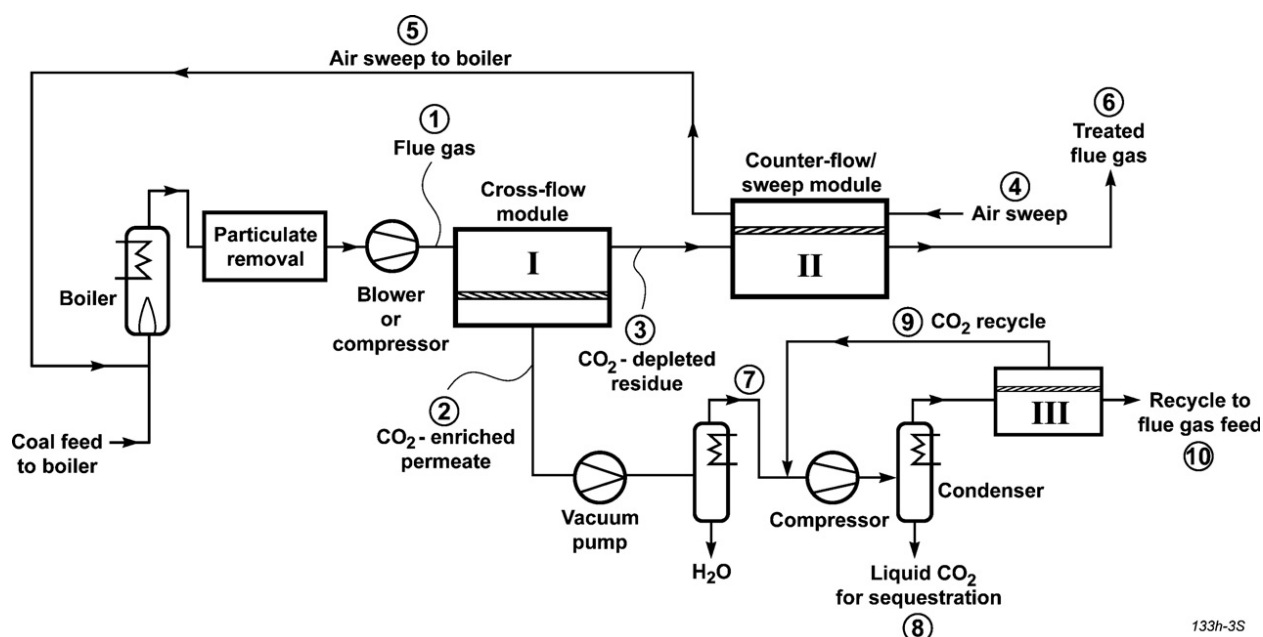 ⑤
Air sweep to boiler
①
Flue gas
⑥
Treated
flue gas
Cross-flow
module
Counter-flow/
sweep module
④
Air sweep
Particulate
removal
I
II
Boiler
Blower
or
compressor
③
CO₂ - depleted
residue
⑨ CO₂ recycle
⑦
②
CO₂ - enriched
permeate
III
Recycle to
flue gas feed
⑩
Coal feed
to boiler
Vacuum
pump
Compressor
Condenser
H₂O
Liquid CO₂
for sequestration
⑧
133h-3S